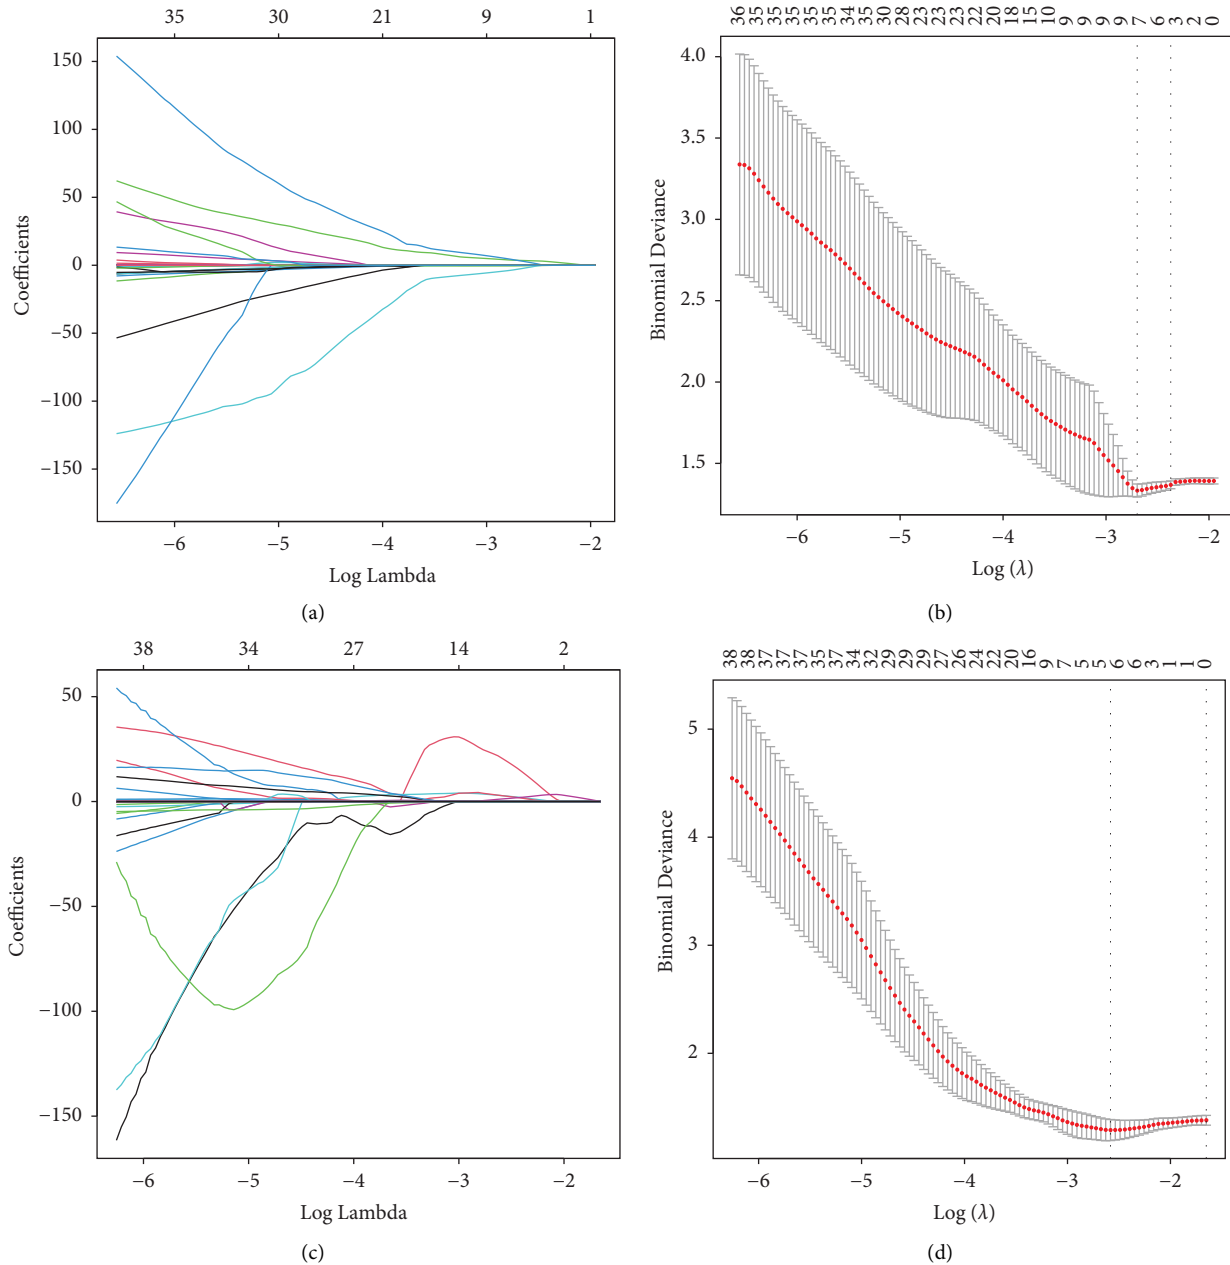 35 30 21 9 1
150
100
50
0
−50
−100
−150
Coefficients
−6 −5 −4 −3 −2
Log Lambda
(a)
36 35 35 35 35 35 34 35 30 28 23 23 23 22 20 18 15 10 9 9 9 9 7 6 3 2 0
4.0
3.5
3.0
2.5
2.0
1.5
Binomial Deviance
−6 −5 −4 −3 −2
Log (λ)
(b)
38 34 27 14 2
50
0
−50
−100
−150
Coefficients
−6 −5 −4 −3 −2
Log Lambda
(c)
38 38 37 37 37 35 37 34 32 29 29 29 27 26 24 22 20 16 9 7 5 5 6 6 3 1 1 0
5
4
3
2
Binomial Deviance
−6 −5 −4 −3 −2
Log (λ)
(d)